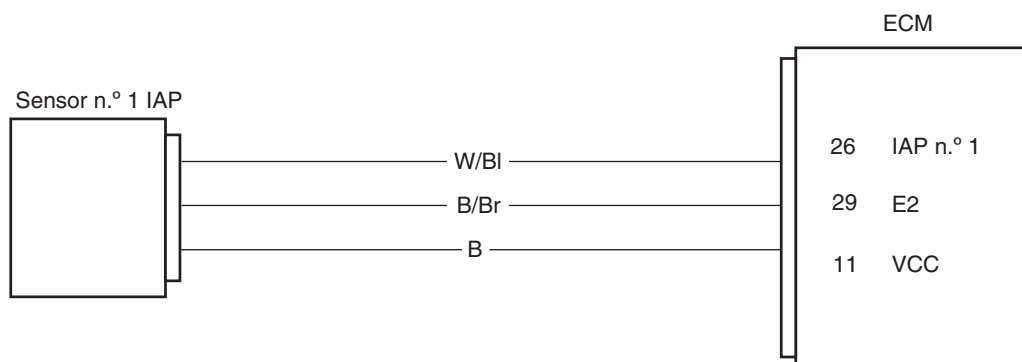 ECM
Sensor n.º 1 IAP
W/Bl 26 IAP n.º 1
B/Br 29 E2
B 11 VCC